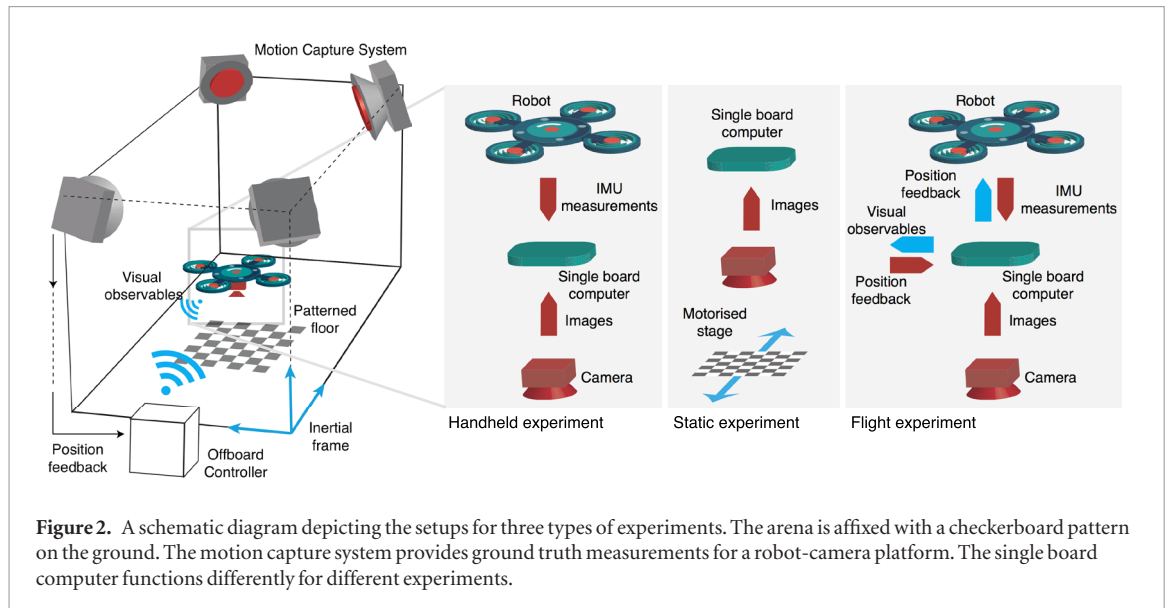 Motion Capture System
Visual
observables
Patterned
floor
Inertial
frame
Position
feedback
Offboard
Controller
Robot
IMU
measurements
Single board
computer
Images
Camera
Handheld experiment
Single board
computer
Images
Motorised
stage
Static experiment
Robot
Position
feedback
IMU
measurements
Visual
observables
Position
feedback
Single board
computer
Images
Camera
Flight experiment
Figure 2. A schematic diagram depicting the setups for three types of experiments. The arena is affixed with a checkerboard pattern
on the ground. The motion capture system provides ground truth measurements for a robot-camera platform. The single board
computer functions differently for different experiments.